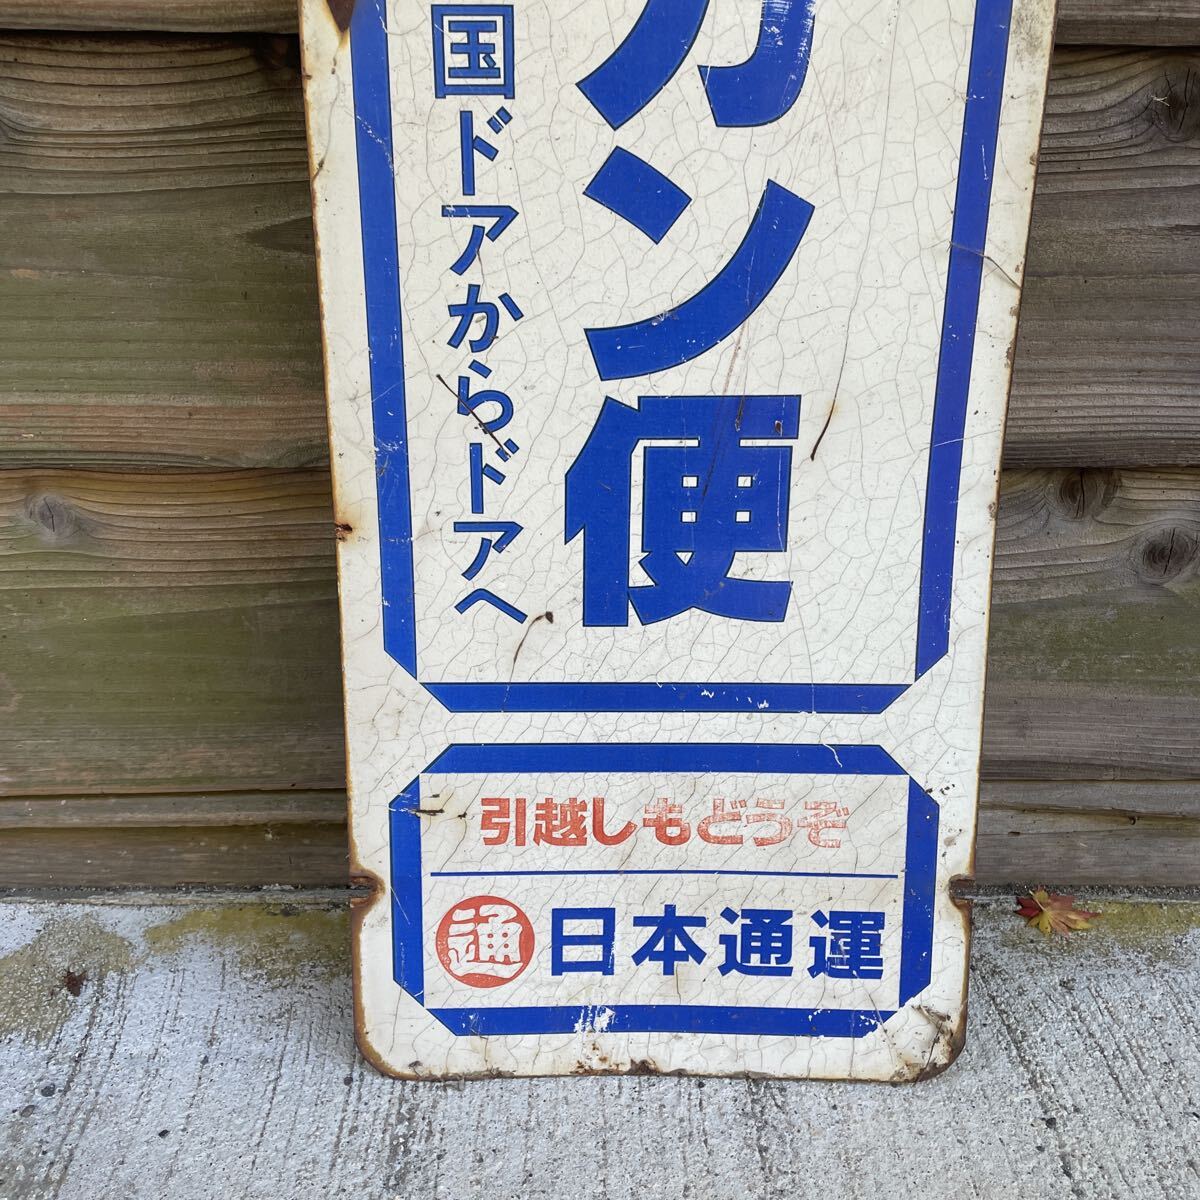 カン便
国ドアからドアへ
引越しもどうぞ
通 日本通運